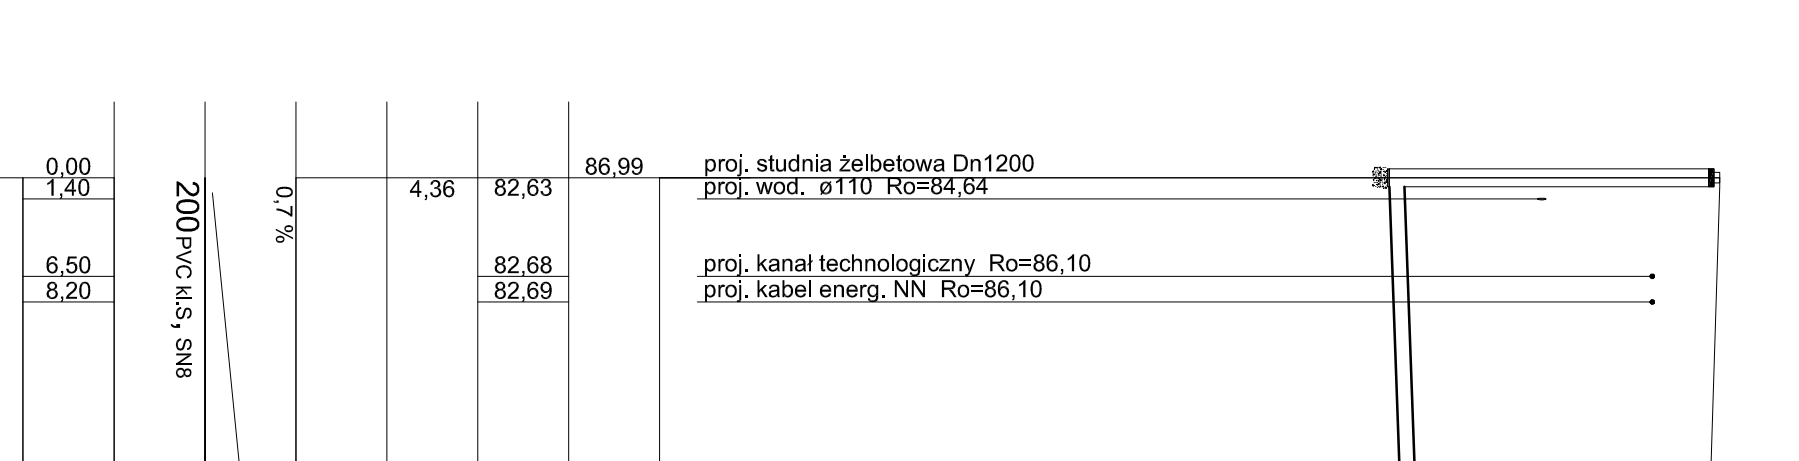 0,00
86,99
proj. studnia żelbetowa Dn1200
1,40
4,36
82,63
proj. wod. ø110 Ro=84,64
200 PVC kl.S, SN8
0,7 %
6,50
82,68
proj. kanał technologiczny Ro=86,10
8,20
82,69
proj. kabel energ. NN Ro=86,10